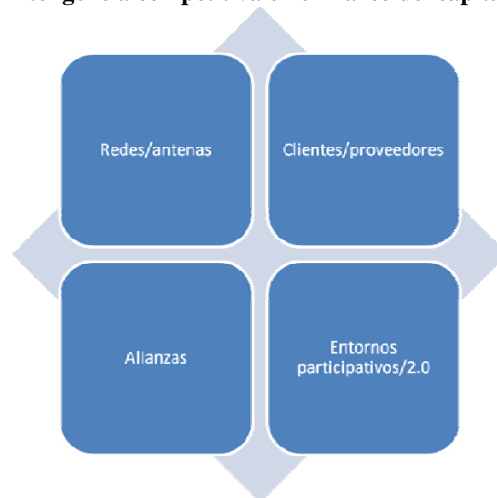 Redes/antenas
Clientes/proveedores
Alianzas
Entornos
participativos/2.0